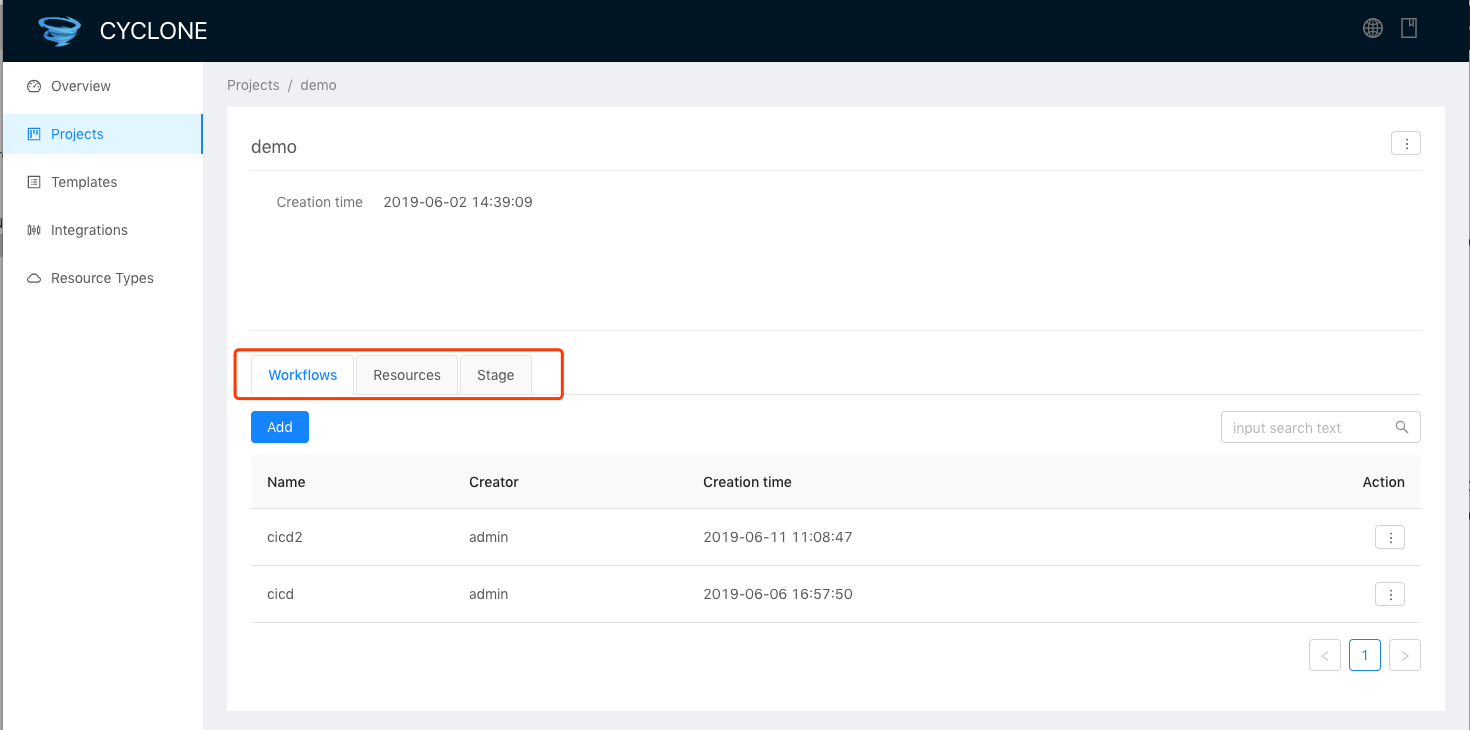 CYCLONE
Overview
Projects
Templates
Integrations
Resource Types
Projects / demo
demo
Creation time 2019-06-02 14:39:09
Workflows Resources Stage
Add
input search text
Name Creator Creation time Action
cicd2 admin 2019-06-11 11:08:47
cicd admin 2019-06-06 16:57:50
< 1 >